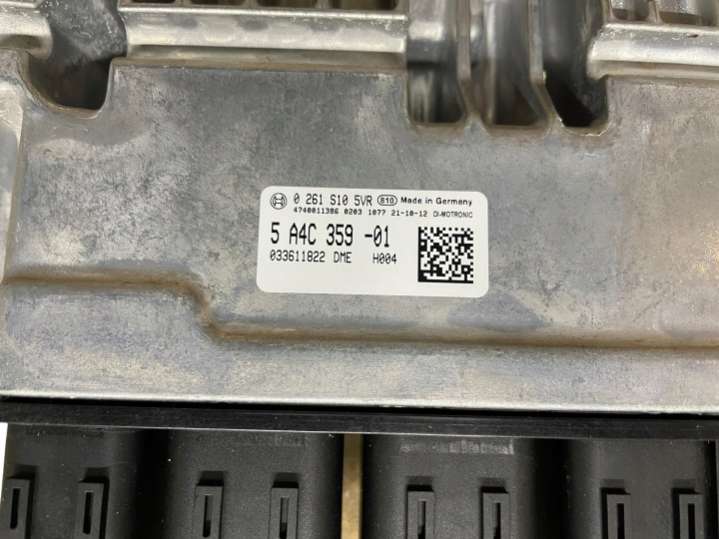 0 261 S10 5VR 810 Made in Germany
4740011386 0203 1077 21-10-12 DI-MOTRONIC
5 A4C 359 -01
033611822 DME H004